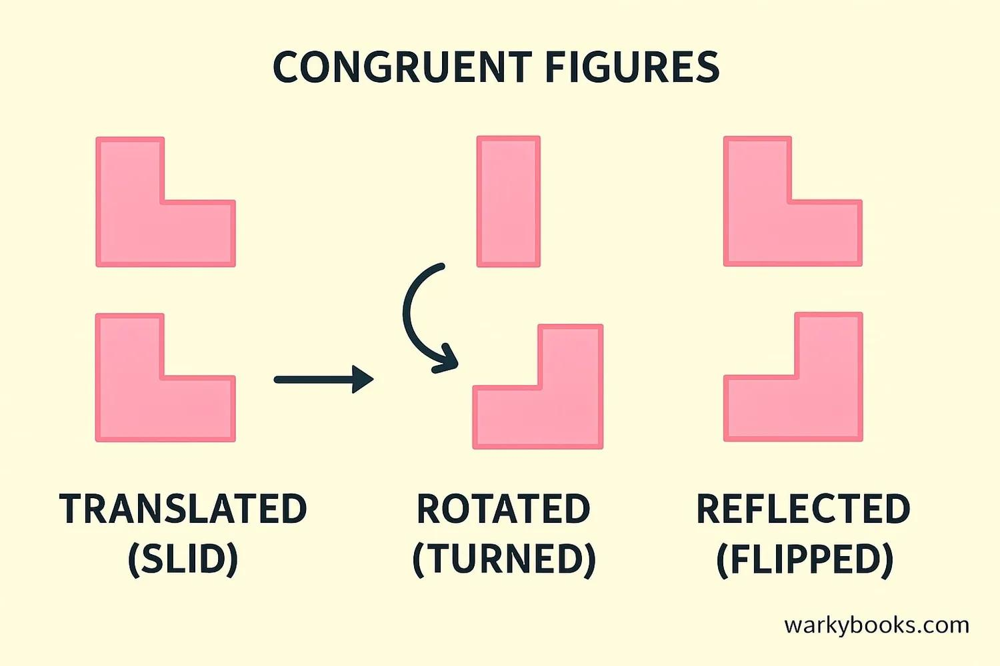 CONGRUENT FIGURES
TRANSLATED
(SLID)
ROTATED
(TURNED)
REFLECTED
(FLIPPED)
warkybooks.com